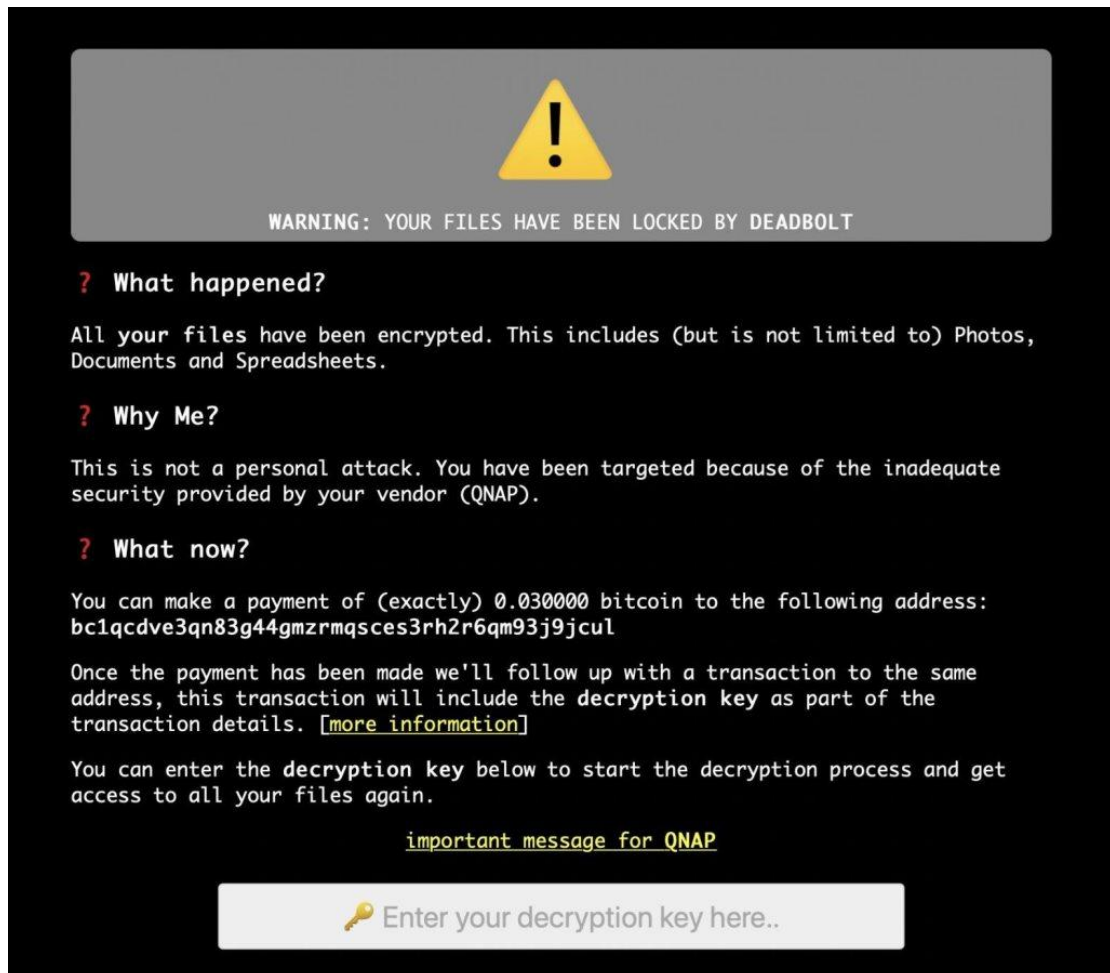 WARNING: YOUR FILES HAVE BEEN LOCKED BY DEADBOLT
? What happened?
All your files have been encrypted. This includes (but is not limited to) Photos,
Documents and Spreadsheets.
? Why Me?
This is not a personal attack. You have been targeted because of the inadequate
security provided by your vendor (QNAP).
? What now?
You can make a payment of (exactly) 0.030000 bitcoin to the following address:
bc1qcdve3qn83g44gmzrmqsces3rh2r6qm93j9jcul
Once the payment has been made we'll follow up with a transaction to the same
address, this transaction will include the decryption key as part of the
transaction details. [more information]
You can enter the decryption key below to start the decryption process and get
access to all your files again.
important message for QNAP
Enter your decryption key here..